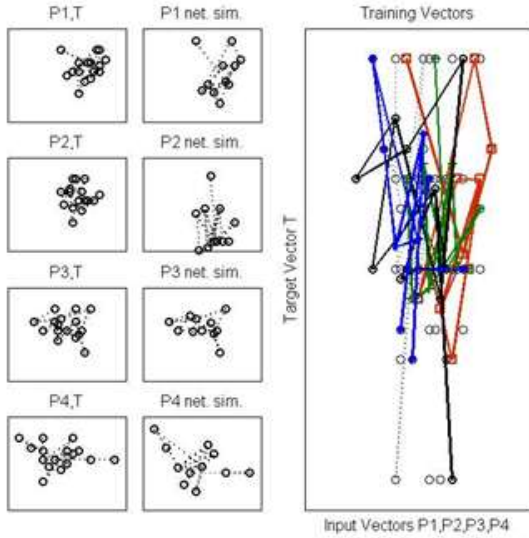 P1,T
P1 net. sim.
Training Vectors
P2,T
P2 net. sim.
P3,T
P3 net. sim.
Target Vector T
P4,T
P4 net. sim.
Input Vectors P1,P2,P3,P4